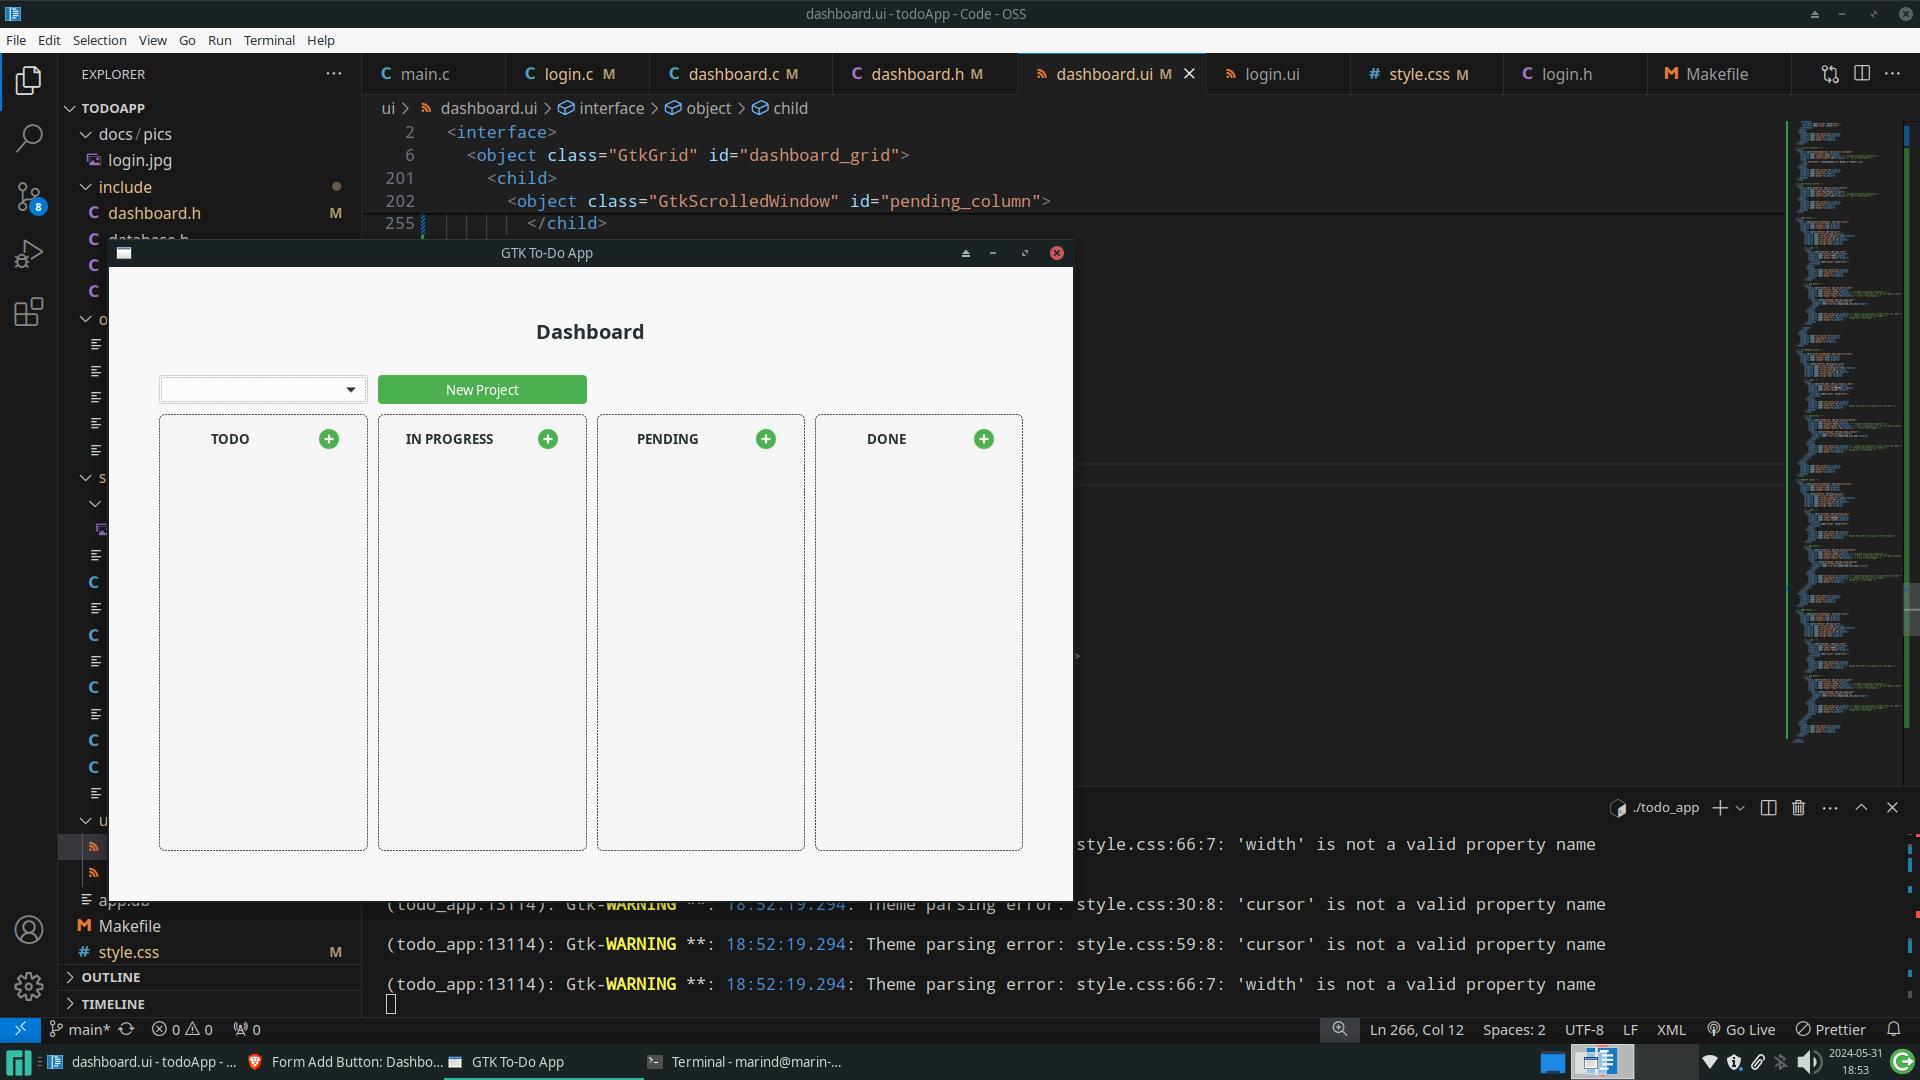 dashboard.ui - todoApp - Code - OSS
File Edit Selection View Go Run Terminal Help
EXPLORER
main.c
login.c M
dashboard.c M
dashboard.h M
dashboard.ui M
login.ui
style.css M
login.h
Makefile
TODOAPP
ui > dashboard.ui > interface > object > child
docs / pics
login.jpg
include
dashboard.h M
2 <interface>
6 <object class="GtkGrid" id="dashboard_grid">
201 <child>
202 <object class="GtkScrolledWindow" id="pending_column">
255 </child>
8
GTK To-Do App
Dashboard
New Project
TODO
IN PROGRESS
PENDING
DONE
>
./todo_app
style.css:66:7: 'width' is not a valid property name
(todo_app:13114): Gtk-WARNING **: 18:52:19.294: Theme parsing error: style.css:30:8: 'cursor' is not a valid property name
(todo_app:13114): Gtk-WARNING **: 18:52:19.294: Theme parsing error: style.css:59:8: 'cursor' is not a valid property name
(todo_app:13114): Gtk-WARNING **: 18:52:19.294: Theme parsing error: style.css:66:7: 'width' is not a valid property name
Makefile
style.css M
OUTLINE
TIMELINE
main* 0 0 0
Ln 266, Col 12 Spaces: 2 UTF-8 LF XML Go Live Prettier
dashboard.ui - todoApp - ...
Form Add Button: Dashbo...
GTK To-Do App
Terminal - marind@marin-...
2024-05-31
18:53